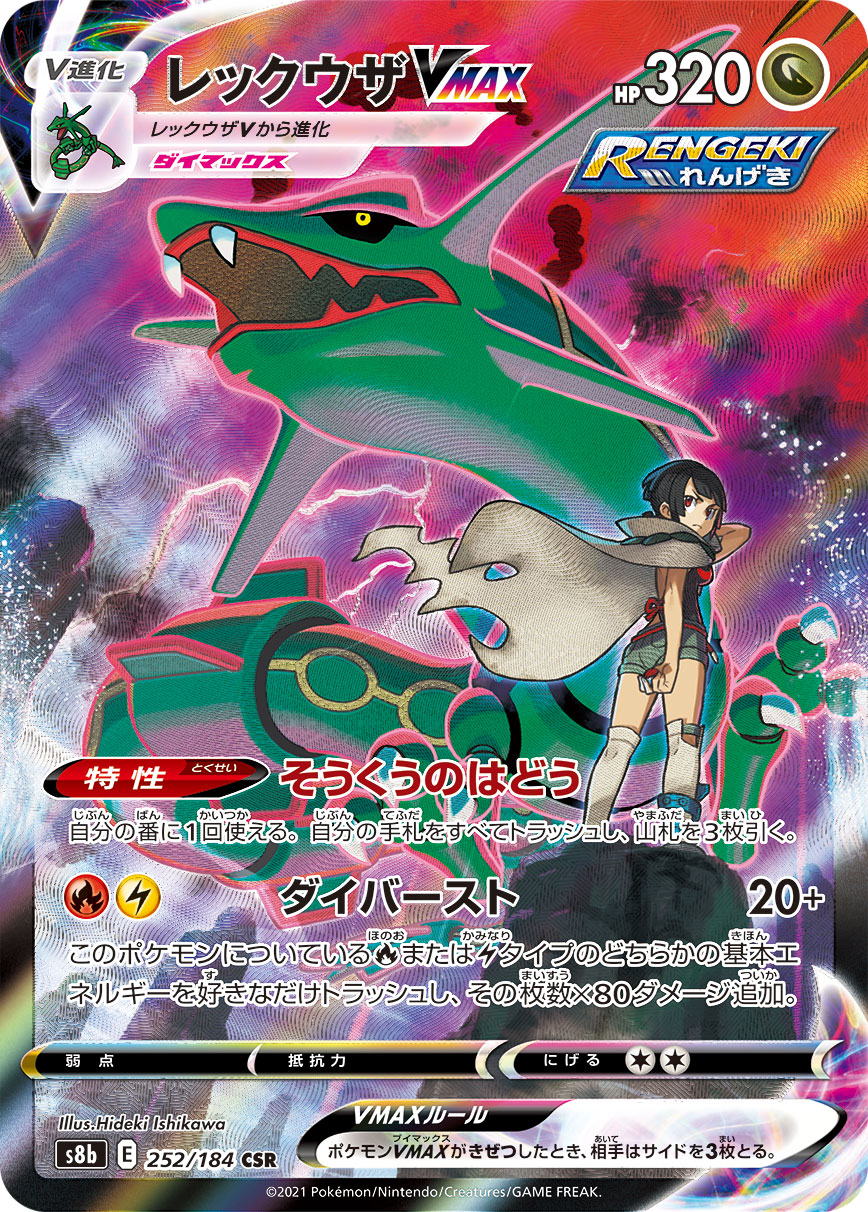 V進化
レックウザVMAX
HP320
レックウザVから進化
ダイマックス
RENGEKI
れんげき
特性 とくせい
そうくうのはどう
自分の番に1回使える。自分の手札をすべてトラッシュし、山札を3枚引く。
ダイバースト 20+
このポケモンについているまたはタイプのどちらかの基本エ
ネルギーを好きなだけトラッシュし、その枚数×80ダメージ追加。
弱点 抵抗力 にげる
Illus.Hideki Ishikawa
VMAXルール
ポケモンVMAXがきぜつしたとき、相手はサイドを3枚とる。
s8b E 252/184 CSR
©2021 Pokémon/Nintendo/Creatures/GAME FREAK.